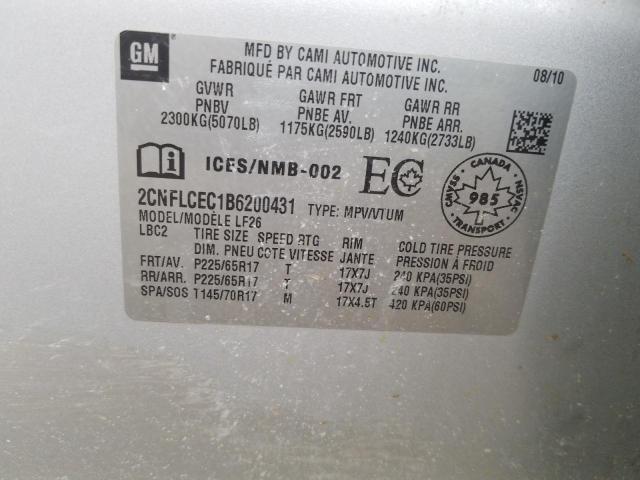 GM
MFD BY CAMI AUTOMOTIVE INC.
FABRIQUÉ PAR CAMI AUTOMOTIVE INC.
08/10
GVWR GAWR FRT GAWR RR
PNBV PNBE AV. PNBE ARR.
2300KG(5070LB) 1175KG(2590LB) 1240KG(2733LB)
ICES/NMB-002 EC
CANADA
CMVSS NSVAC
985
TRANSPORT
2CNFLCEC1B6200431 TYPE: MPV/VTUM
MODEL/MODÈLE LF26
LBC2 TIRE SIZE SPEED RTG RIM COLD TIRE PRESSURE
DIM. PNEU COTE VITESSE JANTE PRESSION À FROID
FRT/AV. P225/65R17 T 17X7J 240 KPA(35PSI)
RR/ARR. P225/65R17 T 17X7J 240 KPA(35PSI)
SPA/SOS T145/70R17 M 17X4.5T 420 KPA(60PSI)